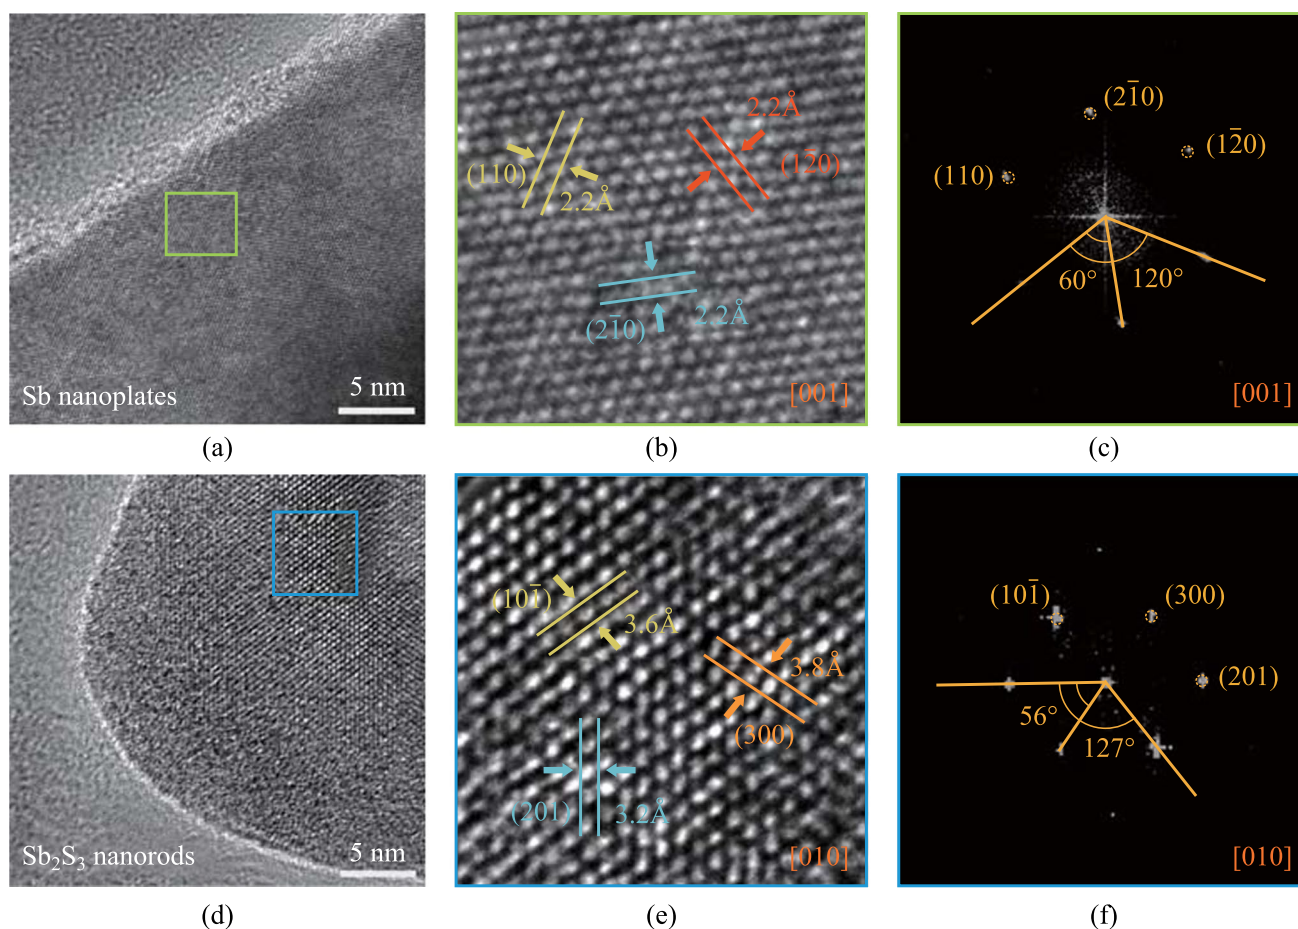 Sb nanoplates
5 nm
(a)
2.2Å
(110)
(1̄20)
2.2Å
(2̄10)
2.2Å
[001]
(b)
(2̄10)
(1̄20)
(110)
60°
120°
[001]
(c)
Sb₂S₃ nanorods
5 nm
(d)
(101̄)
3.6Å
3.8Å
(300)
(201)
3.2Å
[010]
(e)
(101̄)
(300)
(201)
56°
127°
[010]
(f)